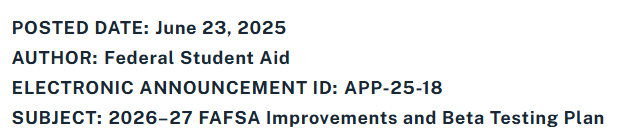 POSTED DATE: June 23, 2025
AUTHOR: Federal Student Aid
ELECTRONIC ANNOUNCEMENT ID: APP-25-18
SUBJECT: 2026–27 FAFSA Improvements and Beta Testing Plan